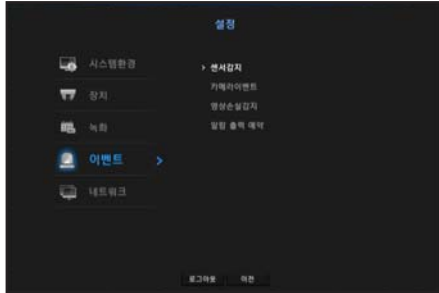 설정
시스템환경
장치
녹화
이벤트 >
네트워크
> 센서감지
카메라이벤트
영상손실감지
알람 출력 예약
로그아웃 이전